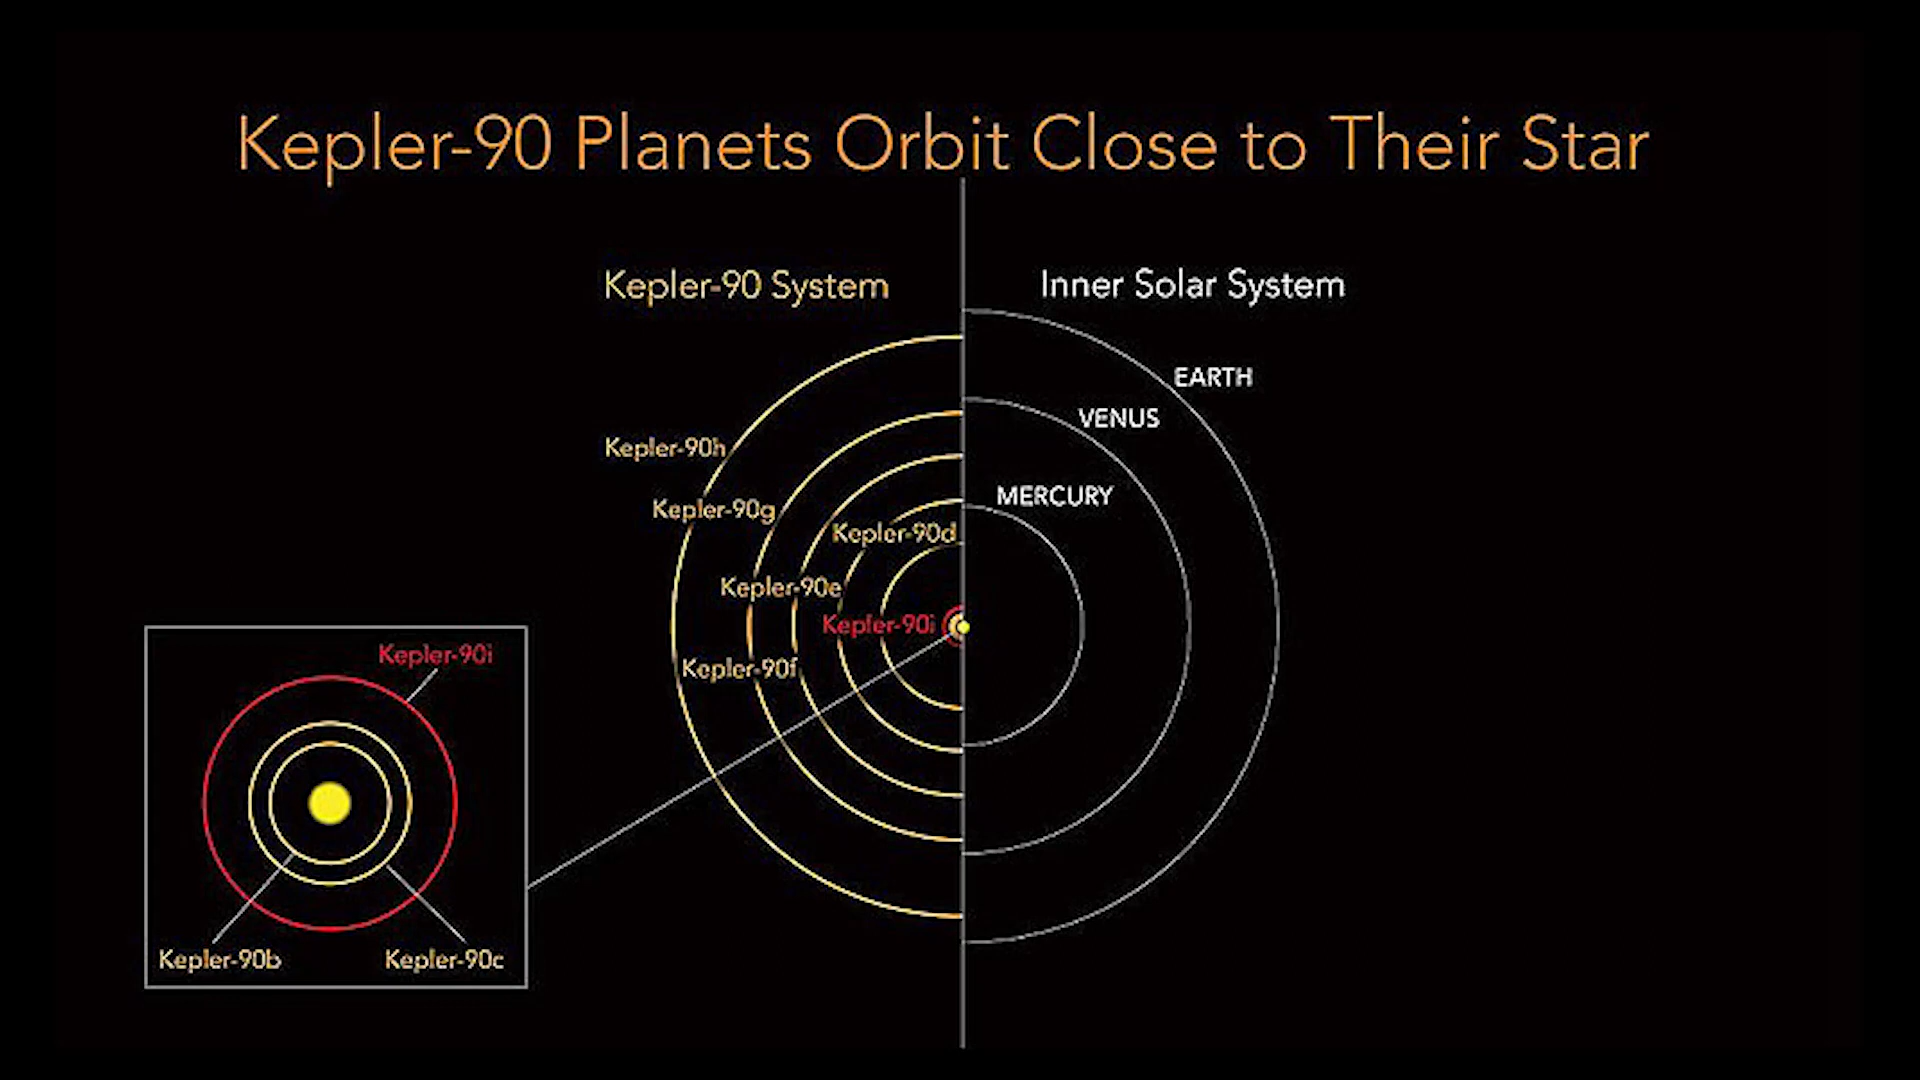 Kepler-90 Planets Orbit Close to Their Star
Kepler-90 System
Inner Solar System
EARTH
VENUS
Kepler-90h
MERCURY
Kepler-90g
Kepler-90d
Kepler-90e
Kepler-90i
Kepler-90f
Kepler-90i
Kepler-90b
Kepler-90c